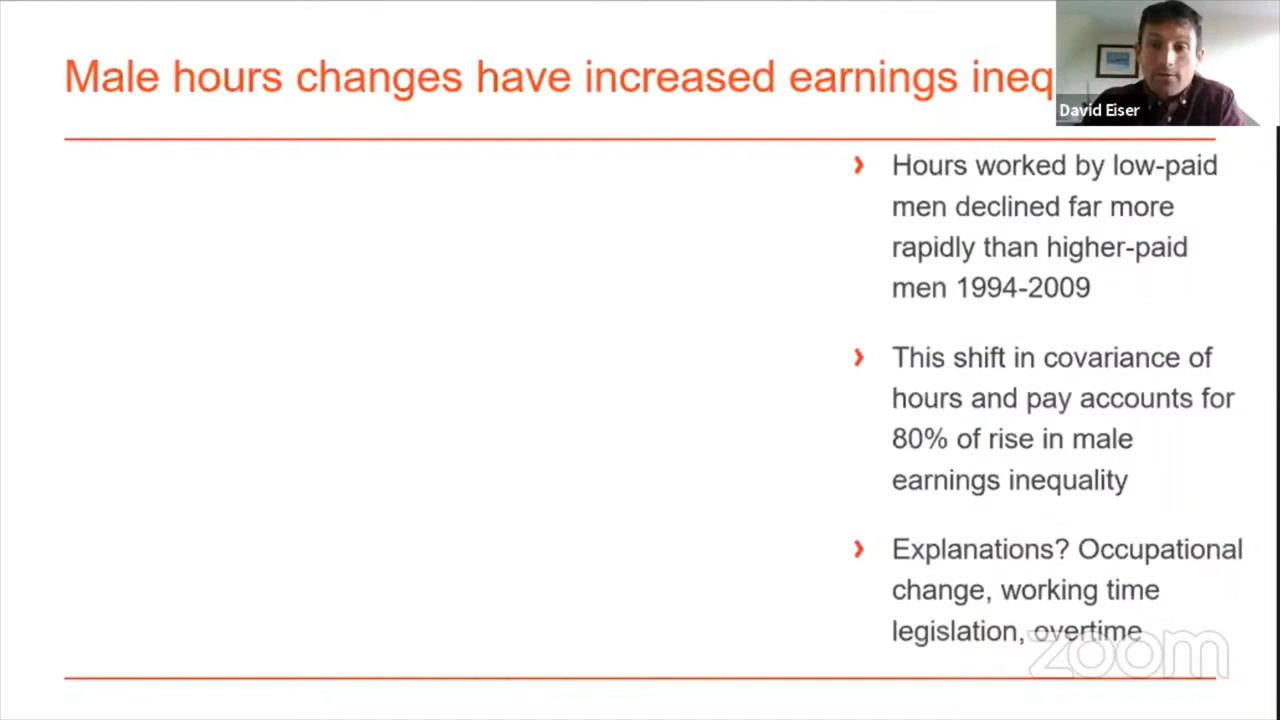 Male hours changes have increased earnings ineq
David Eiser
› Hours worked by low-paid
men declined far more
rapidly than higher-paid
men 1994-2009
› This shift in covariance of
hours and pay accounts for
80% of rise in male
earnings inequality
› Explanations? Occupational
change, working time
legislation, overtime
zoom